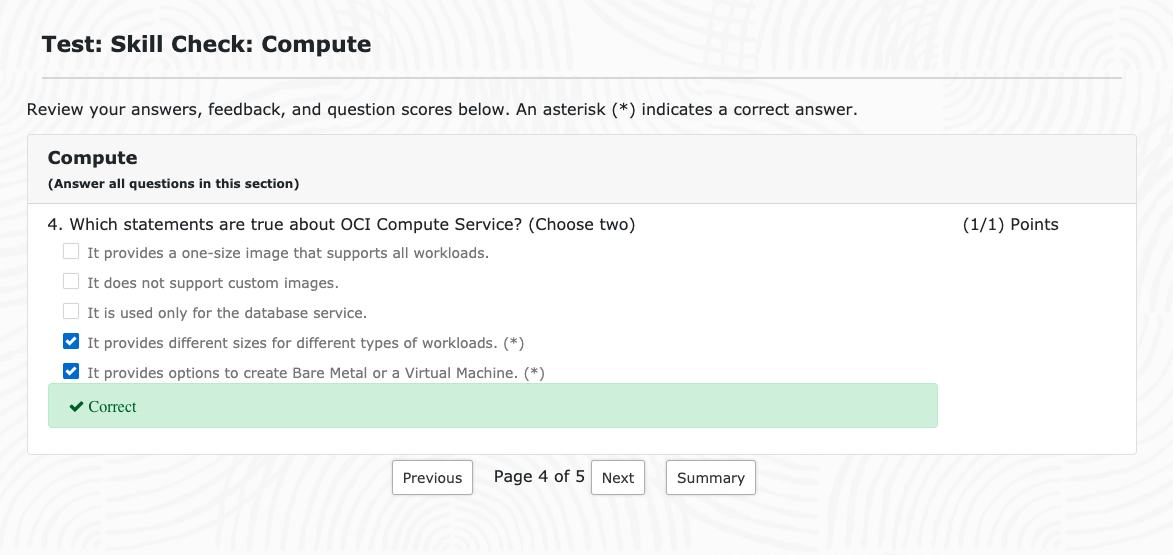 Test: Skill Check: Compute
Review your answers, feedback, and question scores below. An asterisk (*) indicates a correct answer.
Compute
(Answer all questions in this section)
4. Which statements are true about OCI Compute Service? (Choose two) (1/1) Points
It provides a one-size image that supports all workloads.
It does not support custom images.
It is used only for the database service.
It provides different sizes for different types of workloads. (*)
It provides options to create Bare Metal or a Virtual Machine. (*)
Correct
Previous Page 4 of 5 Next Summary